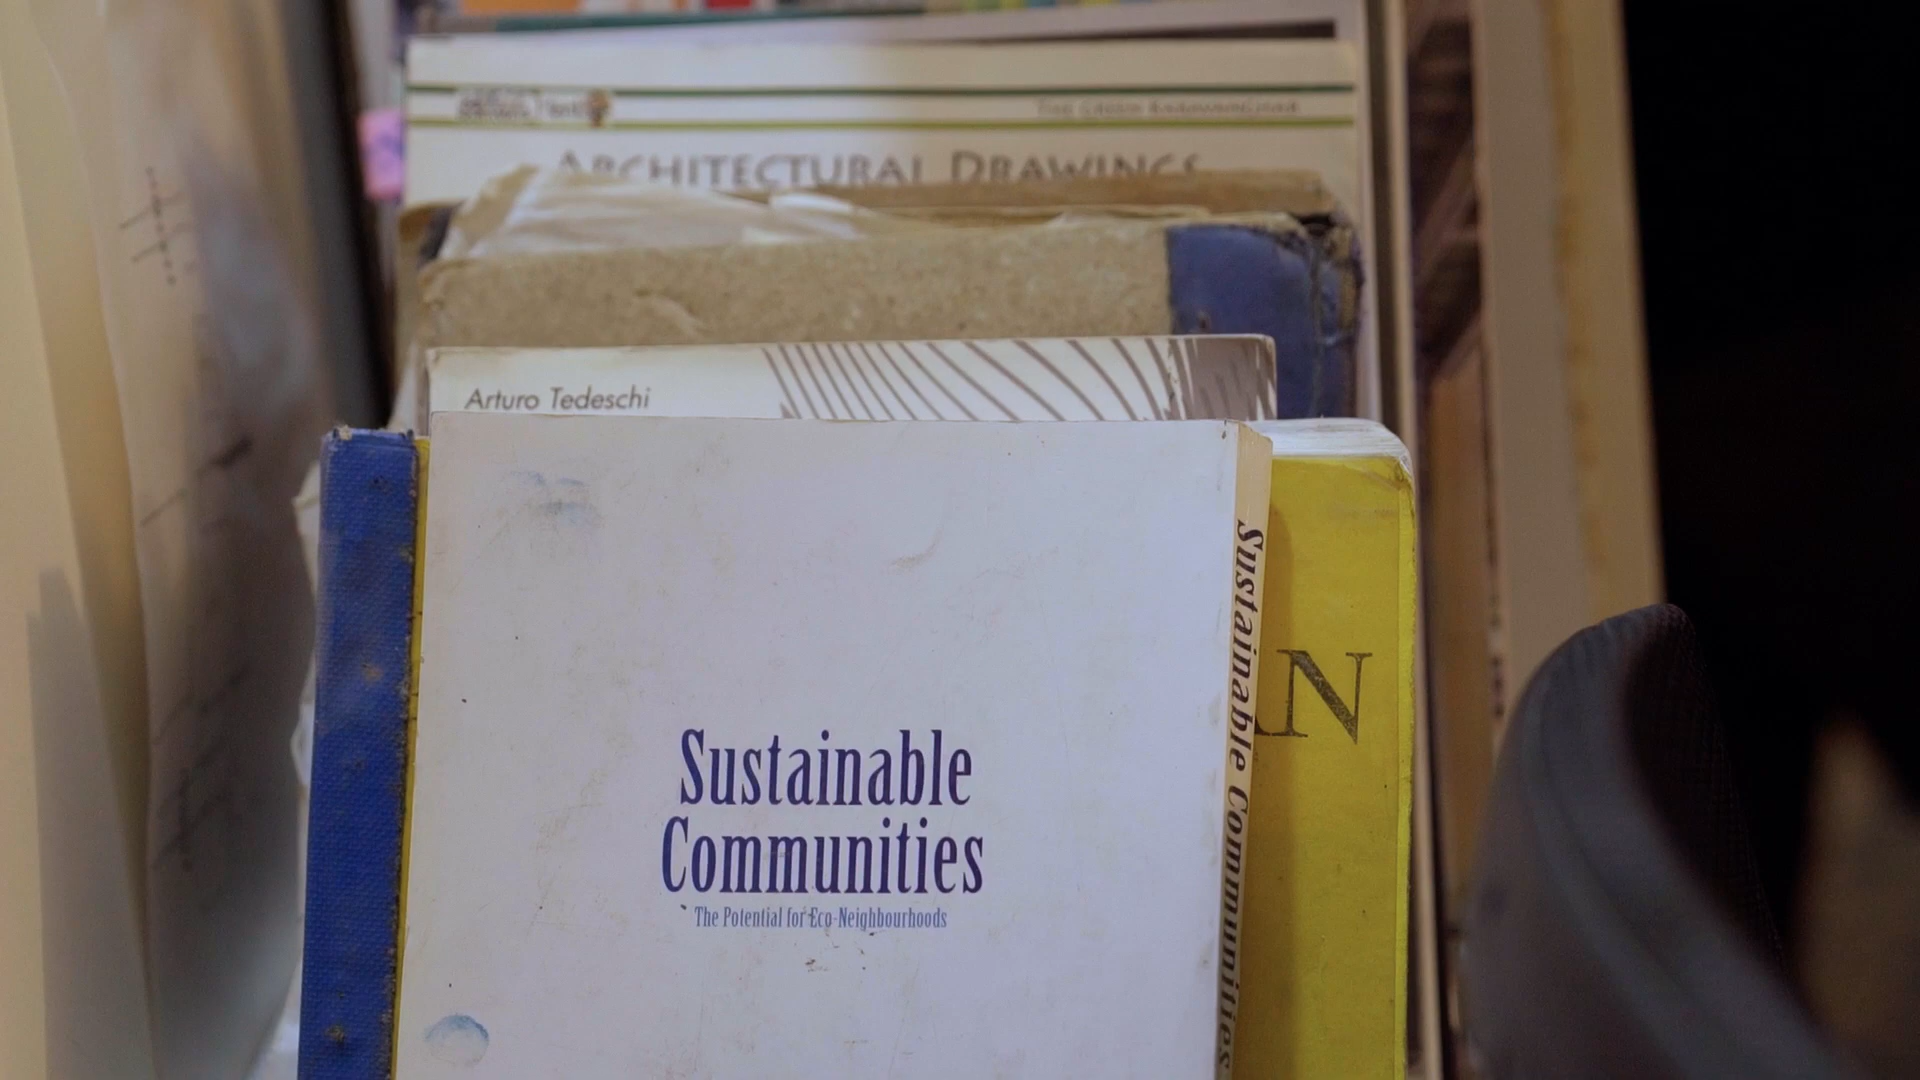 ARCHITECTURAL DRAWINGS
Arturo Tedeschi
Sustainable
Communities
The Potential for Eco-Neighbourhoods
Sustainable Communities